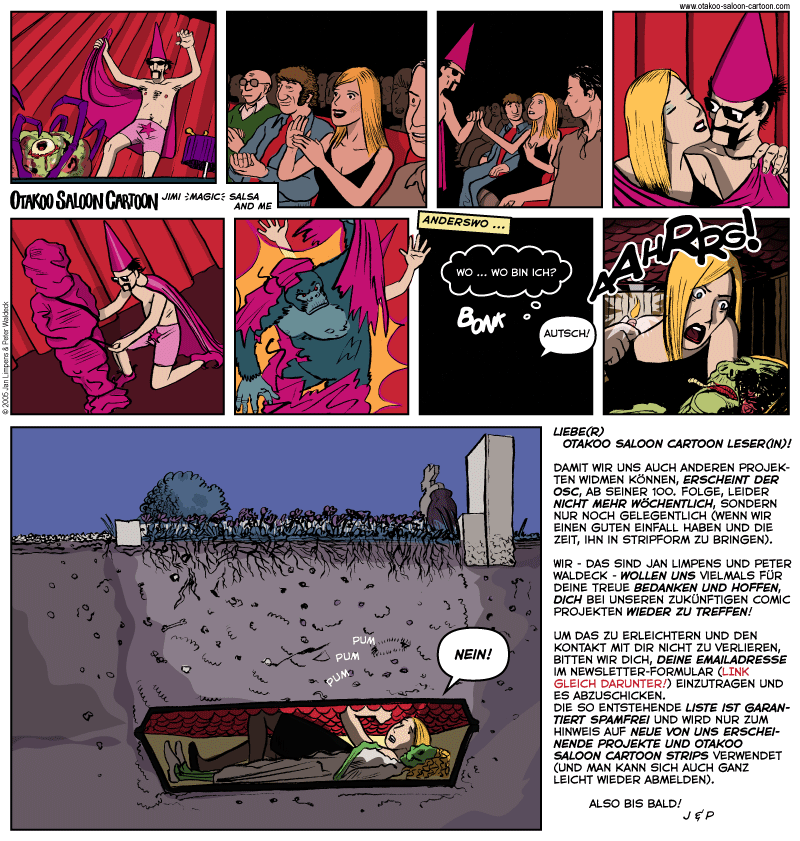 www.otakoo-saloon-cartoon.com
OTAKOO SALOON CARTOON JIMI :MAGIC: SALSA
AND ME
ANDERSWO ...
WO ... WO BIN ICH?
BONK
AUTSCH!
AAHRRG!
© 2005 Jan Limpens & Peter Waldeck
PUM
PUM
PUM
NEIN!
LIEBE(R)
OTAKOO SALOON CARTOON LESER(IN)!
DAMIT WIR UNS AUCH ANDEREN PROJEK-
TEN WIDMEN KÖNNEN, ERSCHEINT DER
OSC, AB SEINER 100. FOLGE, LEIDER
NICHT MEHR WÖCHENTLICH, SONDERN
NUR NOCH GELEGENTLICH (WENN WIR
EINEN GUTEN EINFALL HABEN UND DIE
ZEIT, IHN IN STRIPFORM ZU BRINGEN).
WIR - DAS SIND JAN LIMPENS UND PETER
WALDECK - WOLLEN UNS VIELMALS FÜR
DEINE TREUE BEDANKEN UND HOFFEN,
DICH BEI UNSEREN ZUKÜNFTIGEN COMIC
PROJEKTEN WIEDER ZU TREFFEN!
UM DAS ZU ERLEICHTERN UND DEN
KONTAKT MIT DIR NICHT ZU VERLIEREN,
BITTEN WIR DICH, DEINE EMAILADRESSE
IM NEWSLETTER-FORMULAR (LINK
GLEICH DARUNTER!) EINZUTRAGEN UND
ES ABZUSCHICKEN.
DIE SO ENTSTEHENDE LISTE IST GARAN-
TIERT SPAMFREI UND WIRD NUR ZUM
HINWEIS AUF NEUE VON UNS ERSCHEI-
NENDE PROJEKTE UND OTAKOO
SALOON CARTOON STRIPS VERWENDET
(UND MAN KANN SICH AUCH GANZ
LEICHT WIEDER ABMELDEN).
ALSO BIS BALD!
J & P